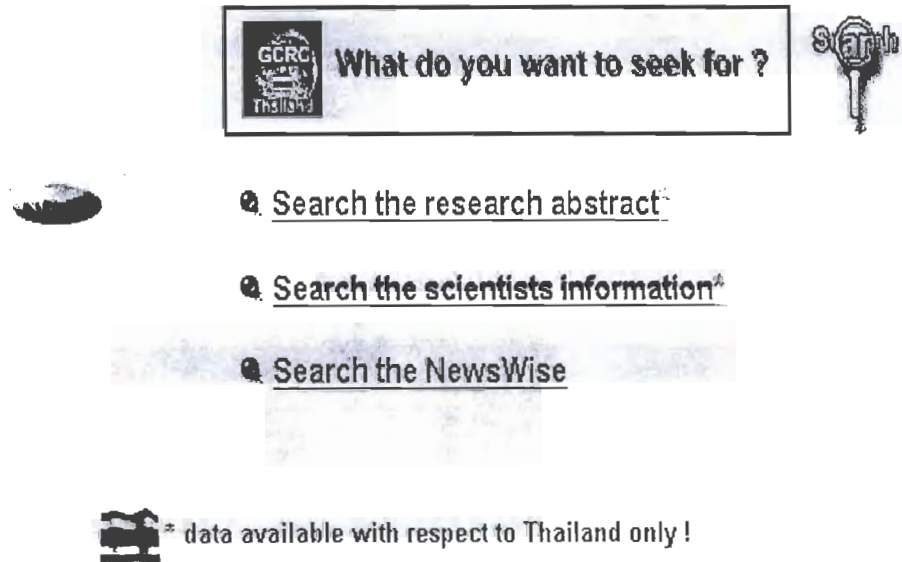 GCRC
Thailand
What do you want to seek for ?
Search
Search the research abstract
Search the scientists information*
Search the NewsWise
* data available with respect to Thailand only !